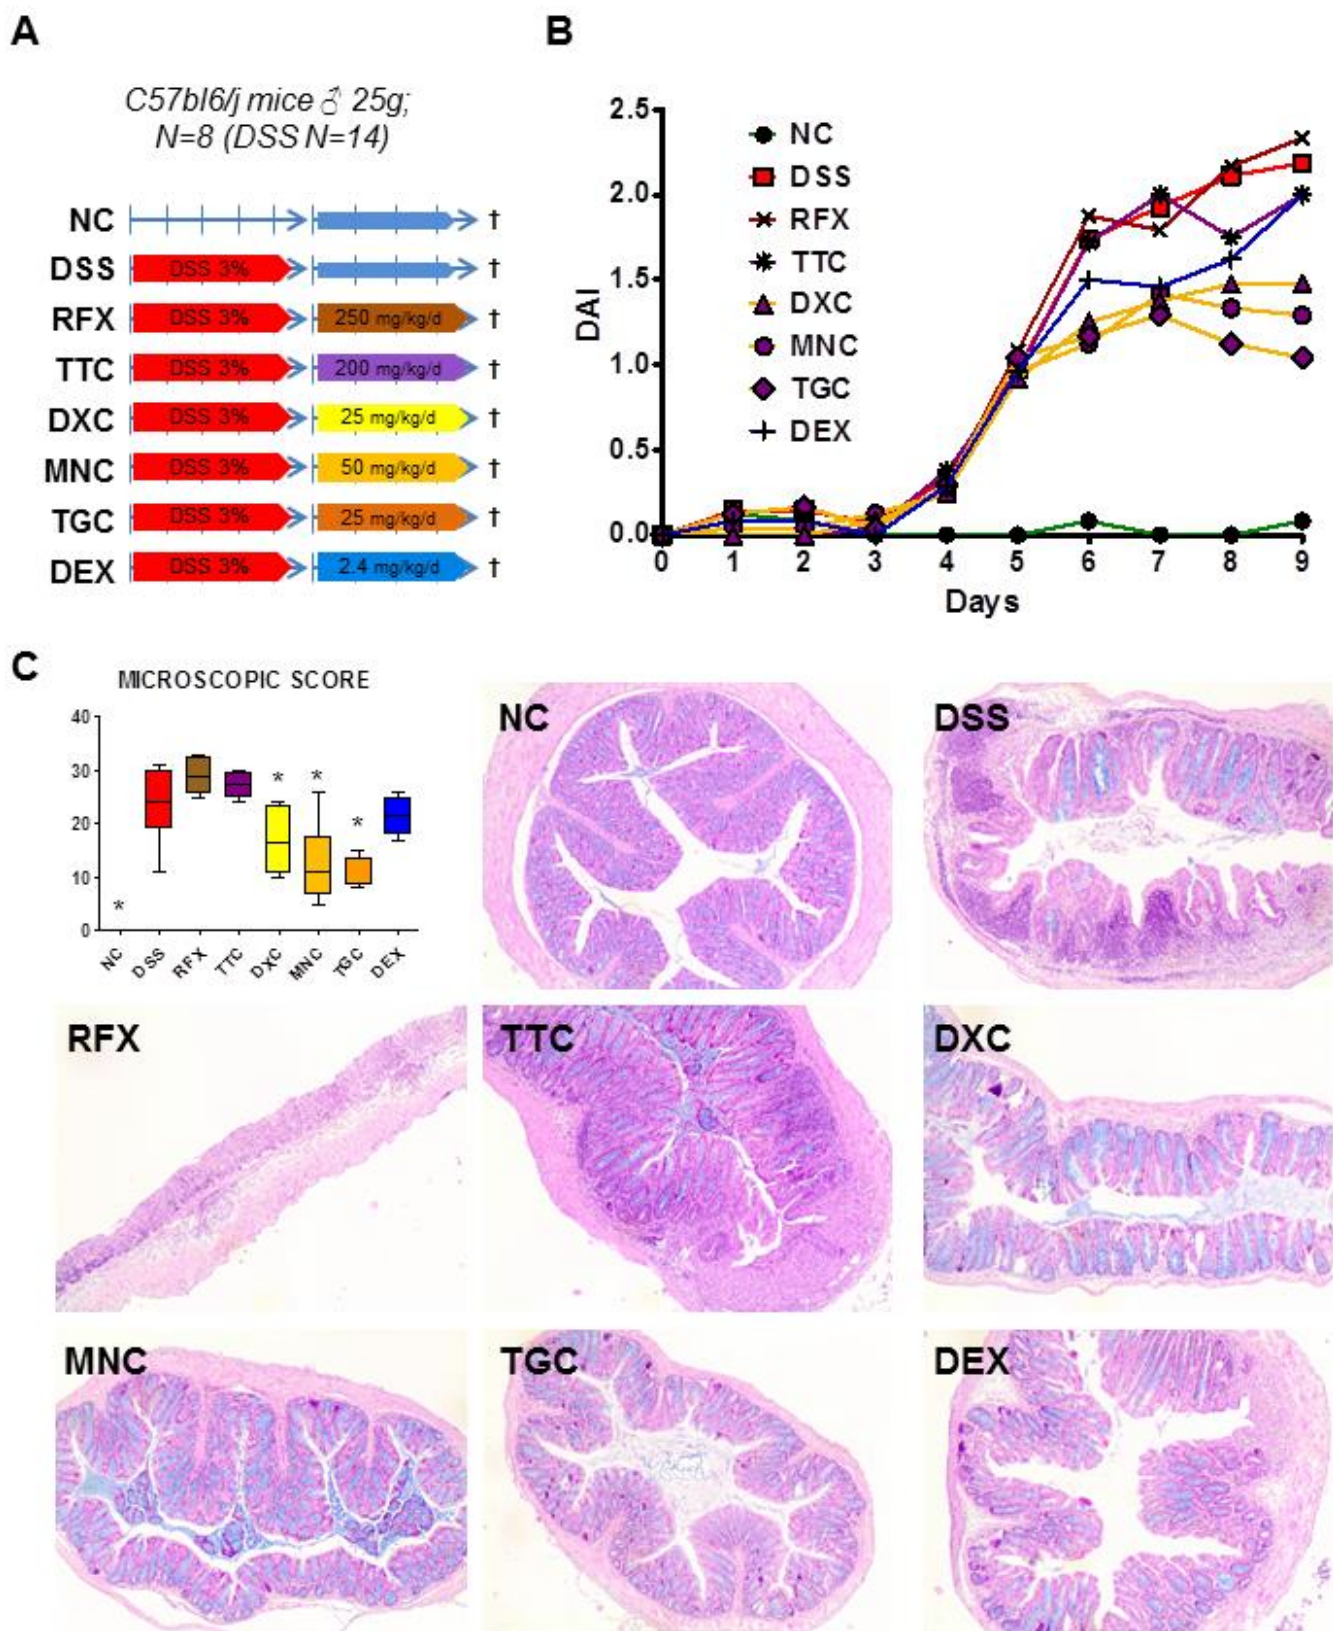 A
C57bl6/j mice ♂ 25g;
N=8 (DSS N=14)
NC †
DSS DSS 3% †
RFX DSS 3% 250 mg/kg/d †
TTC DSS 3% 200 mg/kg/d †
DXC DSS 3% 25 mg/kg/d †
MNC DSS 3% 50 mg/kg/d †
TGC DSS 3% 25 mg/kg/d †
DEX DSS 3% 2.4 mg/kg/d †
B
DAI
2.5
2.0
1.5
1.0
0.5
0.0
0 1 2 3 4 5 6 7 8 9
Days
NC
DSS
RFX
TTC
DXC
MNC
TGC
DEX
C
MICROSCOPIC SCORE
40
30
20
10
0
* * * *
NC DSS RFX TTC DXC MNC TGC DEX
NC
DSS
RFX
TTC
DXC
MNC
TGC
DEX